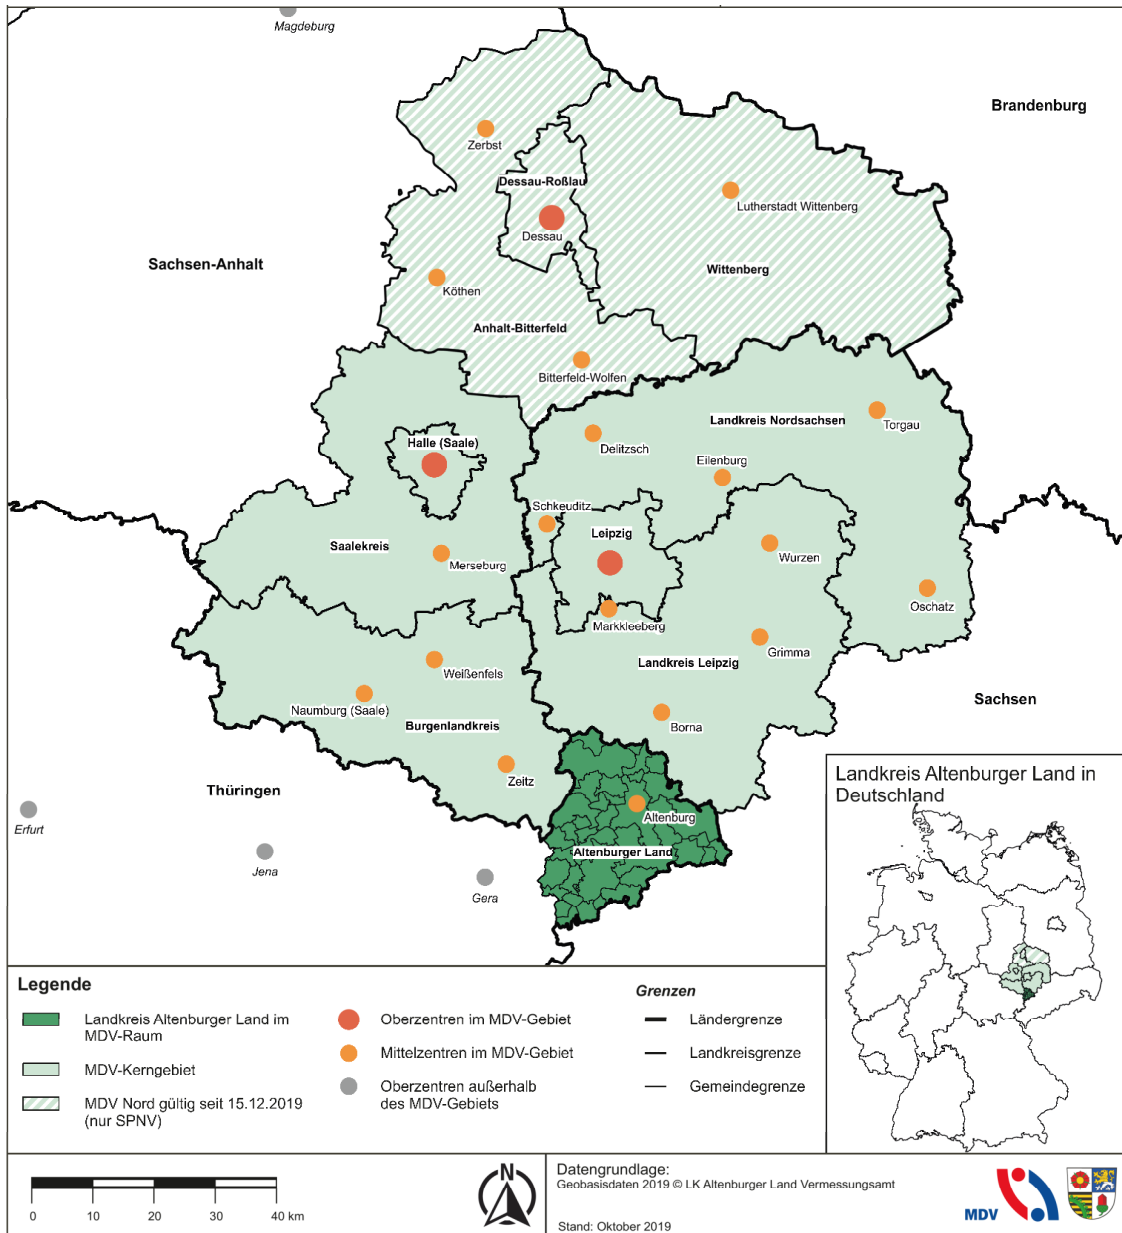 Magdeburg
Brandenburg
Zerbst
Dessau-Roßlau
Lutherstadt Wittenberg
Dessau
Sachsen-Anhalt
Wittenberg
Köthen
Anhalt-Bitterfeld
Bitterfeld-Wolfen
Landkreis Nordsachsen
Torgau
Halle (Saale)
Delitzsch
Eilenburg
Schkeuditz
Leipzig
Saalekreis
Wurzen
Merseburg
Oschatz
Markkleeberg
Grimma
Landkreis Leipzig
Weißenfels
Sachsen
Naumburg (Saale)
Burgenlandkreis
Borna
Zeitz
Thüringen
Altenburg
Erfurt
Altenburger Land
Jena
Gera
Landkreis Altenburger Land in
Deutschland
Legende
Landkreis Altenburger Land im
MDV-Raum
MDV-Kerngebiet
MDV Nord gültig seit 15.12.2019
(nur SPNV)
Oberzentren im MDV-Gebiet
Mittelzentren im MDV-Gebiet
Oberzentren außerhalb
des MDV-Gebiets
Grenzen
Ländergrenze
Landkreisgrenze
Gemeindegrenze
0 10 20 30 40 km
N
Datengrundlage:
Geobasisdaten 2019 © LK Altenburger Land Vermessungsamt
Stand: Oktober 2019
MDV